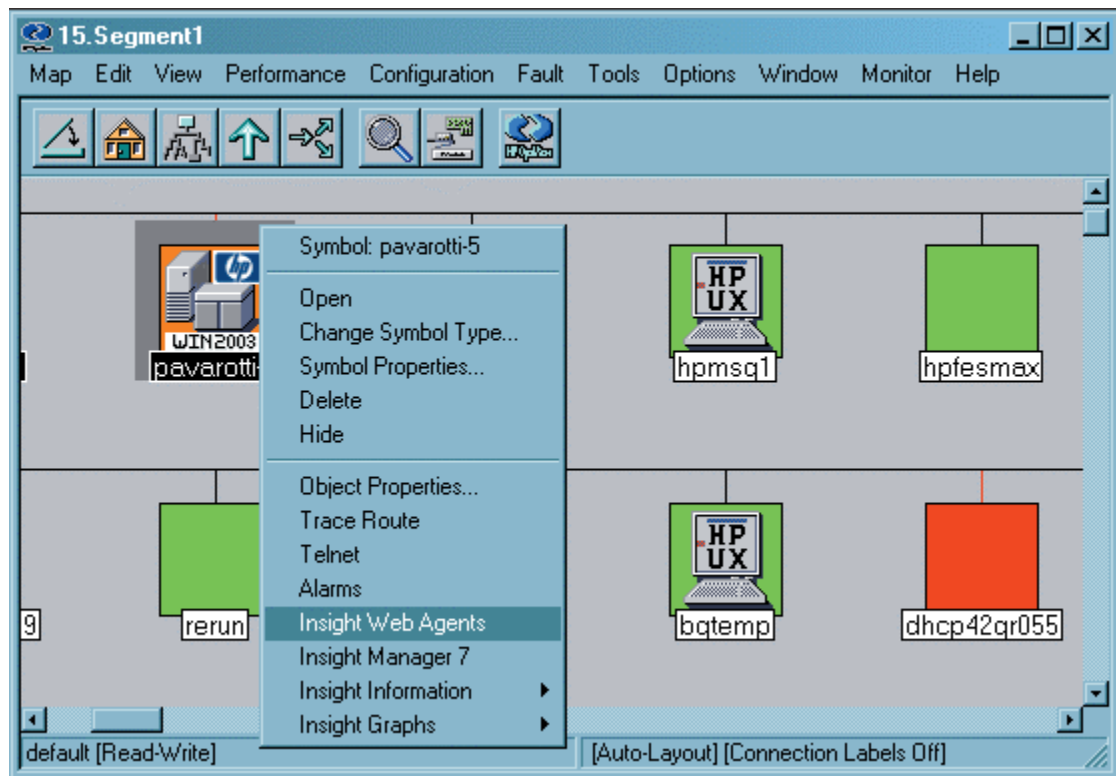 15.Segment1
Map Edit View Performance Configuration Fault Tools Options Window Monitor Help
Symbol: pavarotti-5
Open
Change Symbol Type...
Symbol Properties...
Delete
Hide
Object Properties...
Trace Route
Telnet
Alarms
Insight Web Agents
Insight Manager 7
Insight Information
Insight Graphs
hp
WIN2003
pavarotti-
HP
UX
hpmsq1
hpfesmax
9
rerun
HP
UX
bqtemp
dhcp42qr055
default [Read-Write]
[Auto-Layout] [Connection Labels Off]